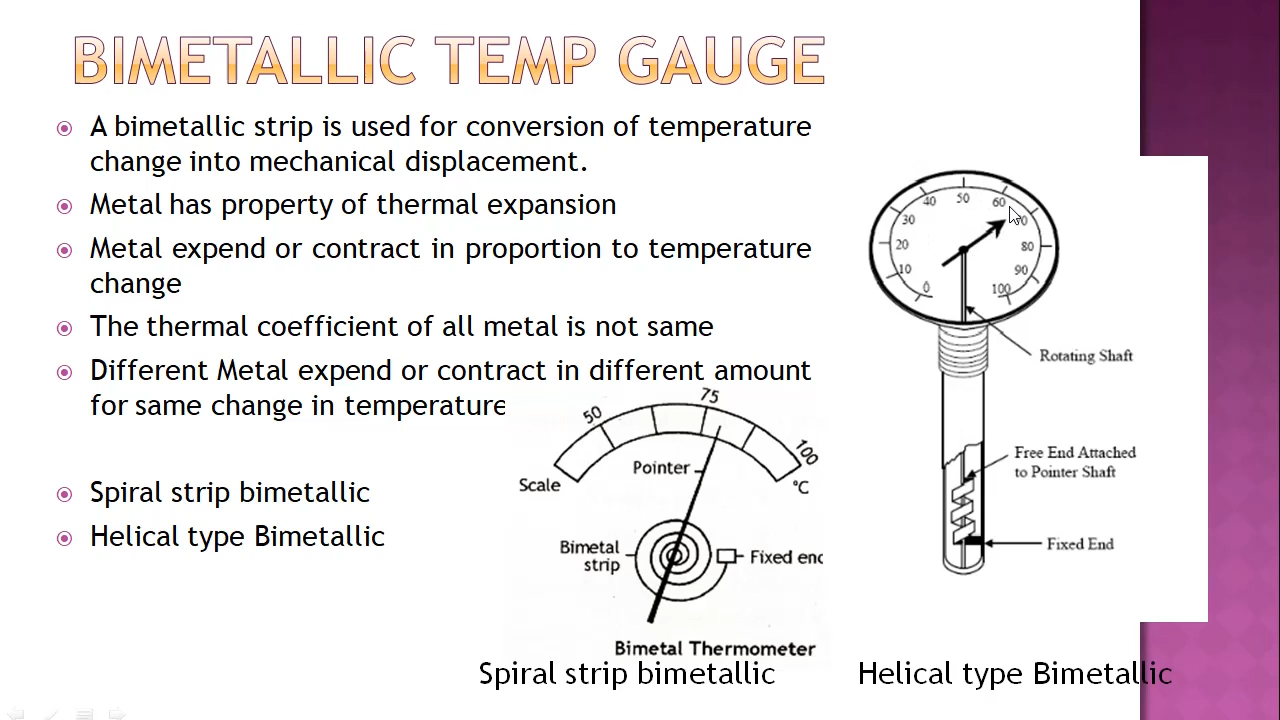 BIMETALLIC TEMP GAUGE
A bimetallic strip is used for conversion of temperature
change into mechanical displacement.
Metal has property of thermal expansion
Metal expend or contract in proportion to temperature
change
The thermal coefficient of all metal is not same
Different Metal expend or contract in different amount
for same change in temperature
Spiral strip bimetallic
Helical type Bimetallic
50
75
100
°C
Scale
Pointer
Bimetal
strip
Fixed end
Bimetal Thermometer
Spiral strip bimetallic
0
10
20
30
40
50
60
70
80
90
100
Rotating Shaft
Free End Attached
to Pointer Shaft
Fixed End
Helical type Bimetallic